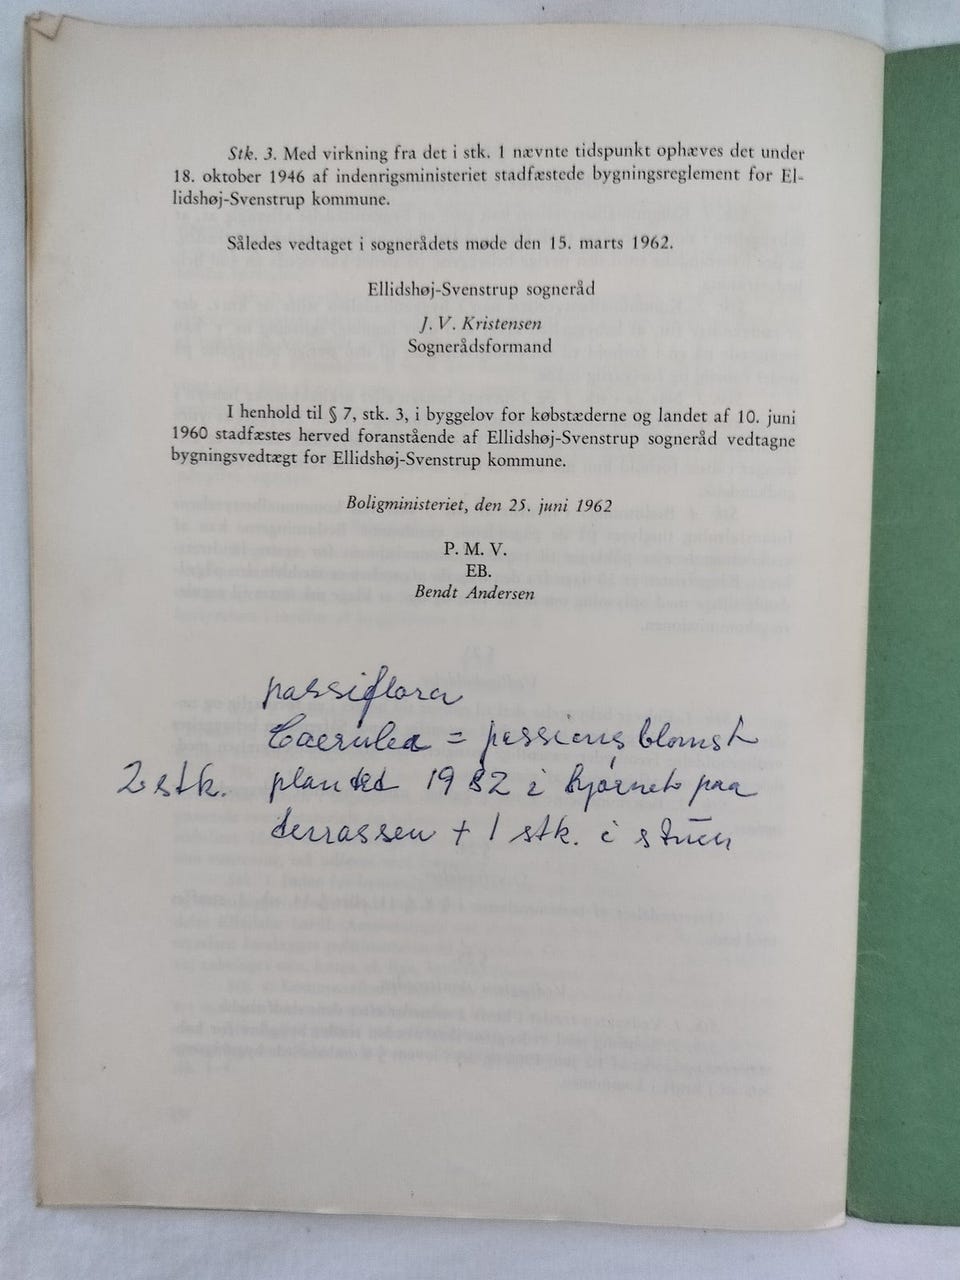 Stk. 3. Med virkning fra det i stk. 1 nævnte tidspunkt ophæves det under
18. oktober 1946 af indenrigsministeriet stadfæstede bygningsreglement for El-
lidshøj-Svenstrup kommune.
Således vedtaget i sognerådets møde den 15. marts 1962.
Ellidshøj-Svenstrup sogneråd
J. V. Kristensen
Sognerådsformand
I henhold til § 7, stk. 3, i byggelov for købstæderne og landet af 10. juni
1960 stadfæstes herved foranstående af Ellidshøj-Svenstrup sogneråd vedtagne
bygningsvedtægt for Ellidshøj-Svenstrup kommune.
Boligministeriet, den 25. juni 1962
P. M. V.
EB.
Bendt Andersen
passiflora
Caerulea = passions blomst
2 stk. plantet 1982 i hjørnet paa
terrassen + 1 stk. i stuen